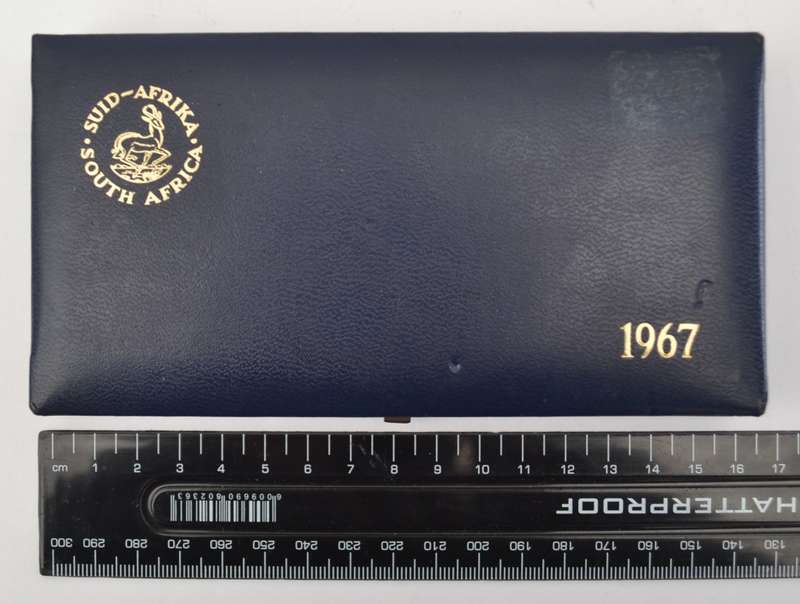 SUID-AFRIKA
SOUTH AFRICA
1967
cm 1 2 3 4 5 6 7 8 9 10 11 12 13 14 15 16 17
6009690602363
HATTERPROOF
300 290 280 270 260 250 240 230 220 210 200 190 180 170 160 150 140 130